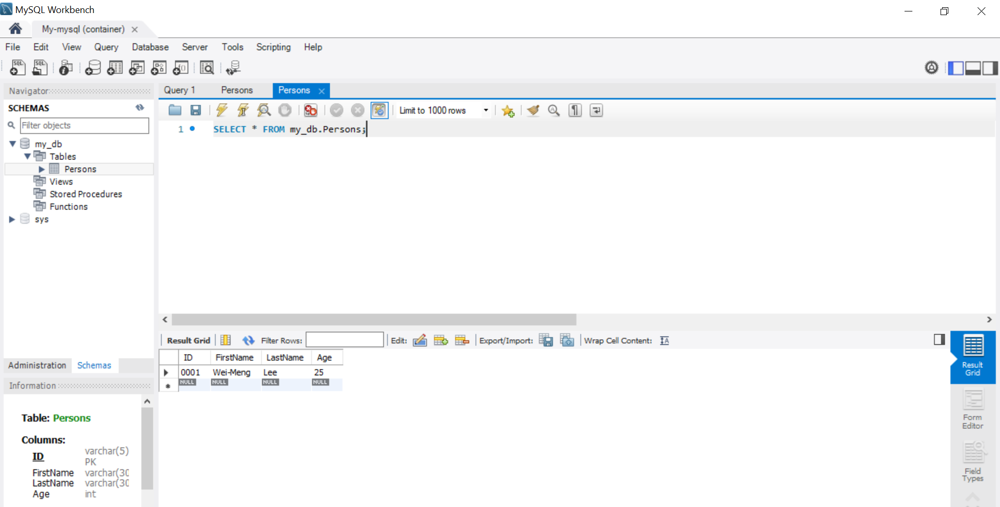 MySQL Workbench
My-mysql (container)
File Edit View Query Database Server Tools Scripting Help
Navigator
SCHEMAS
Filter objects
my_db
Tables
Persons
Views
Stored Procedures
Functions
sys
Administration Schemas
Information
Table: Persons
Columns:
ID varchar(5)
PK
FirstName varchar(30
LastName varchar(30
Age int
Query 1 Persons Persons
Limit to 1000 rows
1 SELECT * FROM my_db.Persons;
Result Grid Filter Rows: Edit: Export/Import: Wrap Cell Content:
ID FirstName LastName Age
0001 Wei-Meng Lee 25
NULL NULL NULL NULL
Result
Grid
Form
Editor
Field
Types